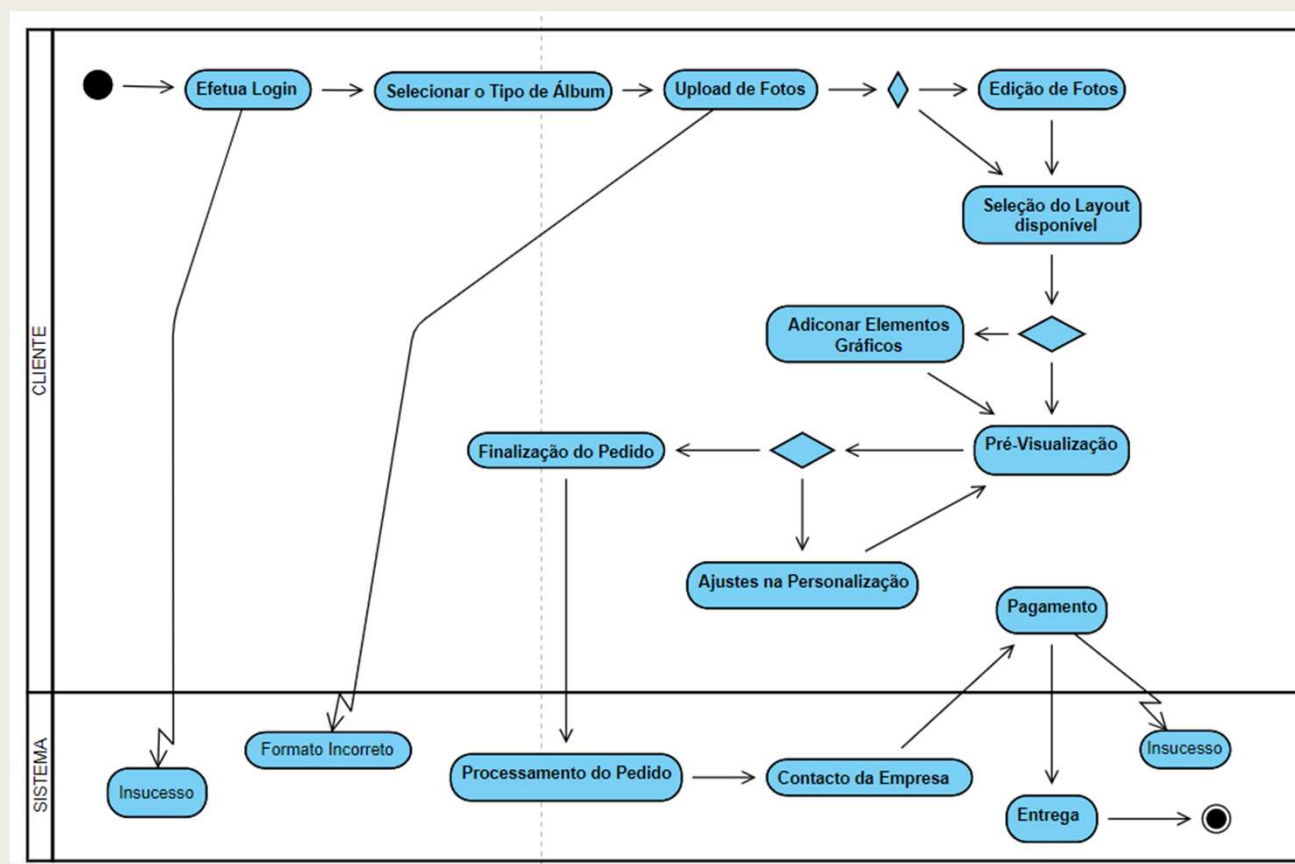 CLIENTE
Efetua Login
Selecionar o Tipo de Álbum
Upload de Fotos
Edição de Fotos
Seleção do Layout
disponível
Adiconar Elementos
Gráficos
Pré-Visualização
Finalização do Pedido
Ajustes na Personalização
Pagamento
SISTEMA
Insucesso
Formato Incorreto
Processamento do Pedido
Contacto da Empresa
Insucesso
Entrega